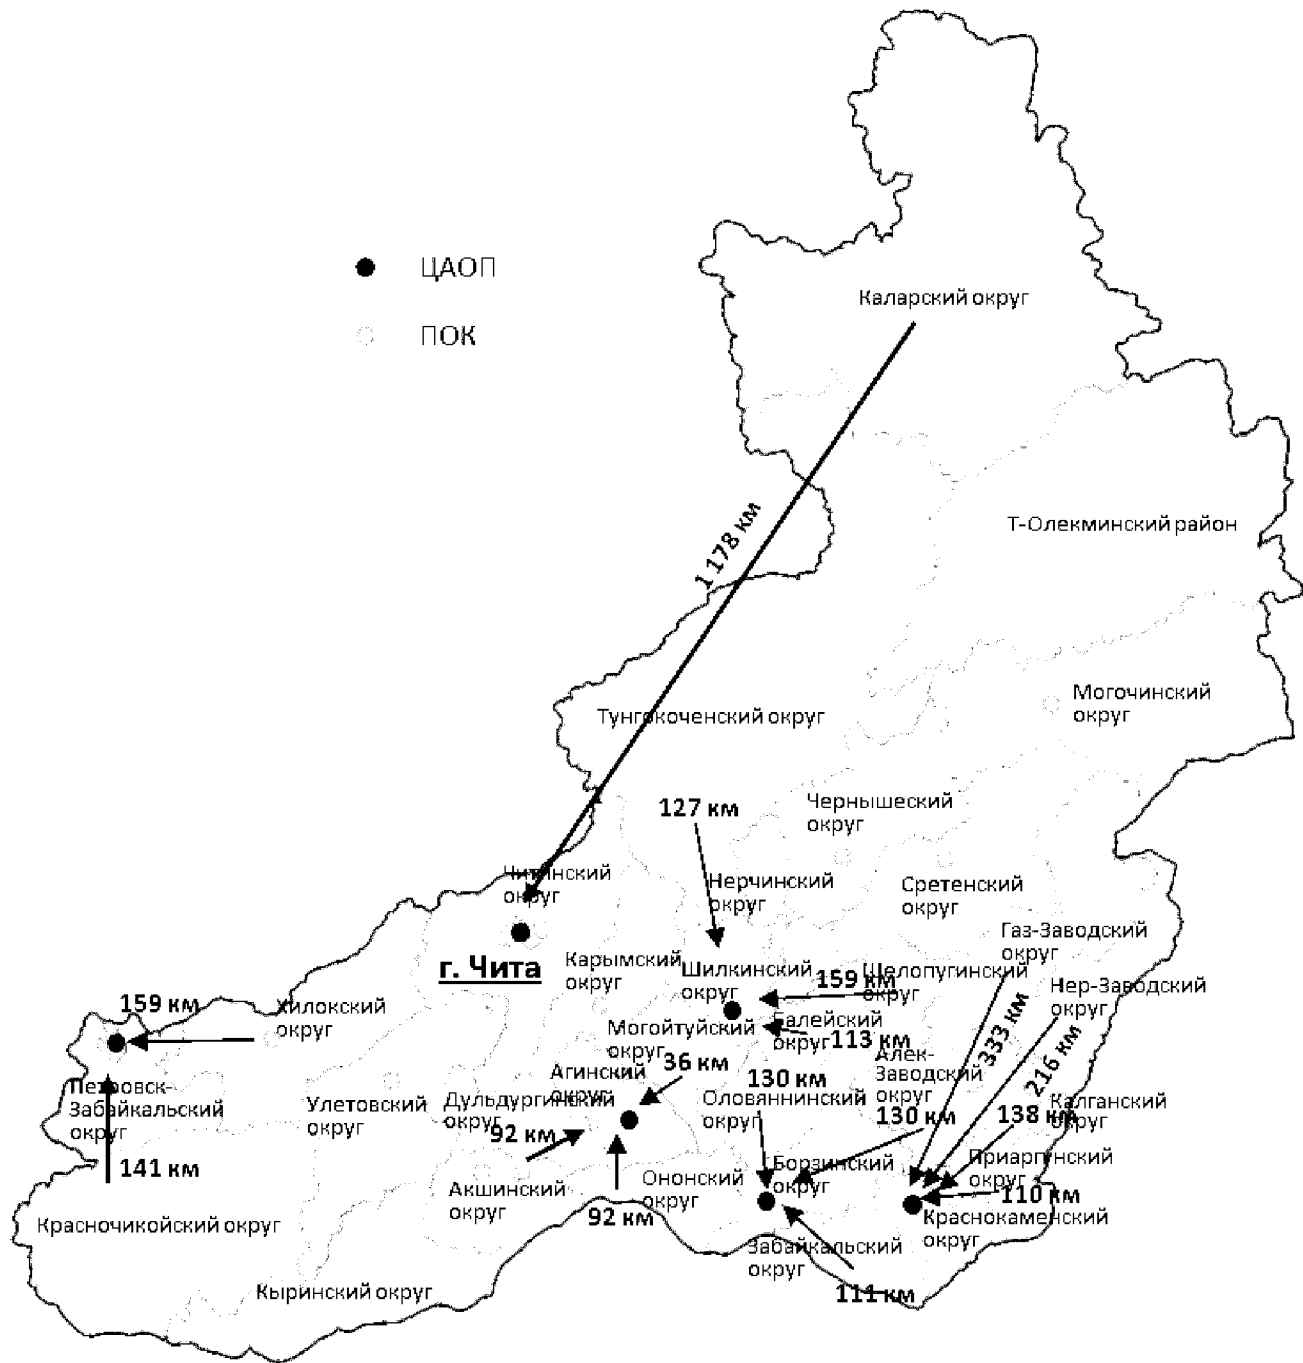 ЦАОП
ПОК
Каларский округ
1 178 км
Т-Олекминский район
Могочинский
округ
Тунгокоченский округ
127 км
Чернышеский
округ
Читинский
округ
Нерчинский
округ
Сретенский
округ
Газ-Заводский
округ
г. Чита
Карымский
округ
Шилкинский
округ
159 км
Шелопугинский
округ
Нер-Заводский
округ
159 км
Хилокский
округ
Могойтуйский
округ
Балейский
округ
113 км
333 км
216 км
36 км
Алек-
Заводский
округ
Агинский
округ
130 км
Петровск-
Забайкальский
округ
Улетовский
округ
Дульдургинский
округ
Оловяннинский
округ
130 км
138 км
Калганский
округ
92 км
141 км
Борзинский
округ
Приаргунский
округ
Акшинский
округ
Ононский
округ
110 км
92 км
Красночикойский округ
Краснокаменский
округ
Забайкальский
округ
Кыринский округ
111 км